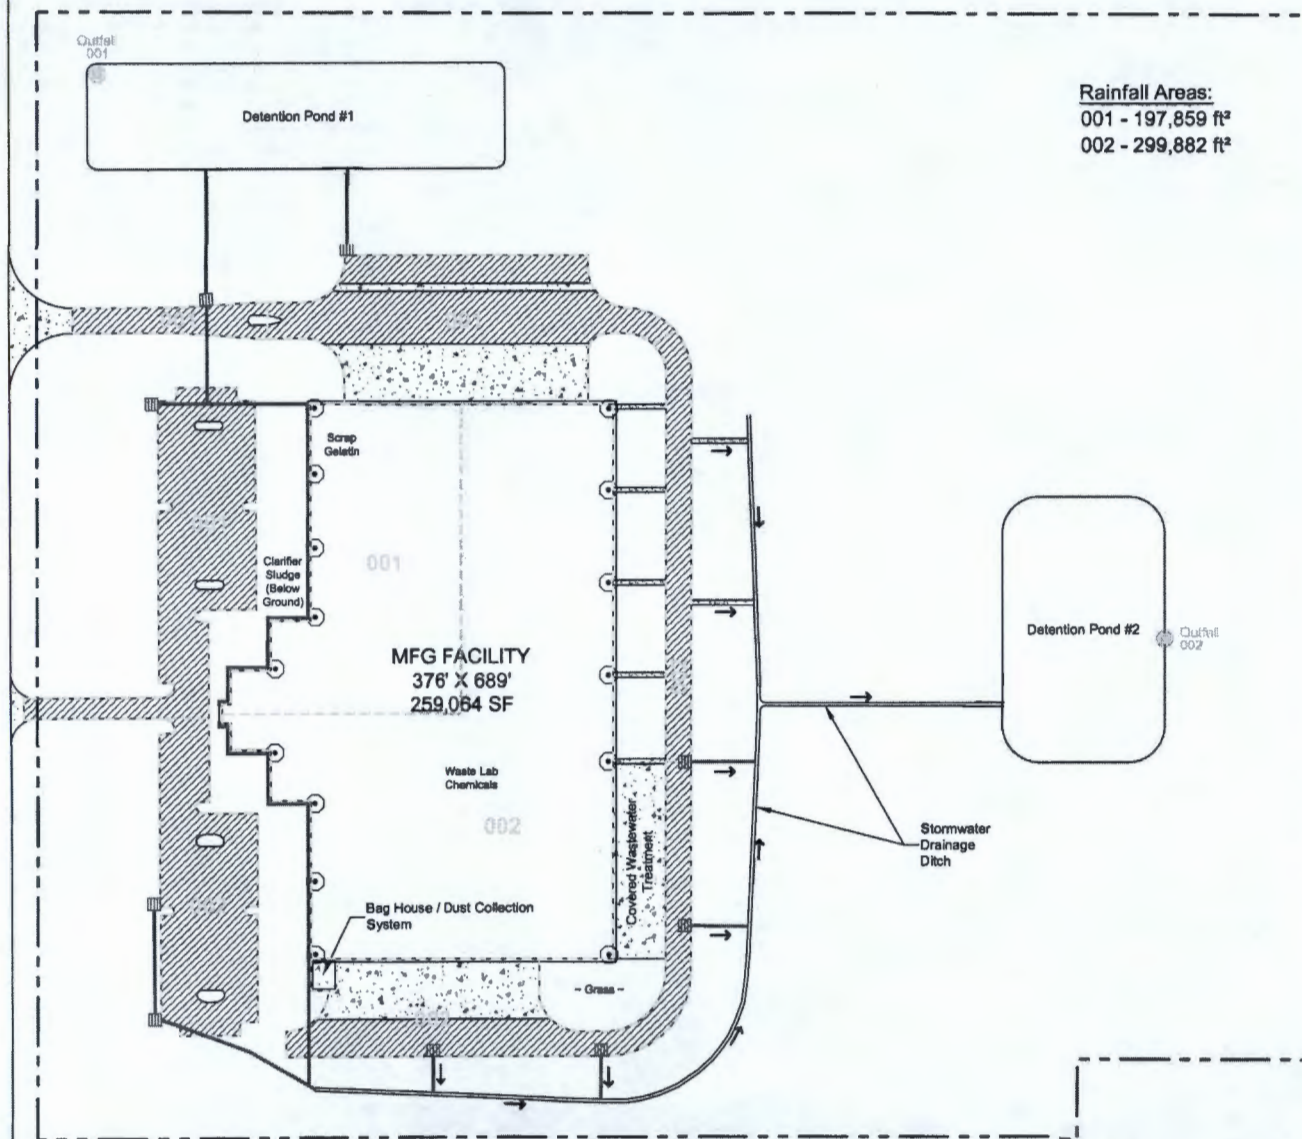 Outfall
001
Detention Pond #1
Rainfall Areas:
001 - 197,859 ft²
002 - 299,882 ft²
Scrap
Gelatin
001
Clarifier
Sludge
(Below
Ground)
MFG FACILITY
376' X 689'
259,064 SF
Detention Pond #2
Outfall
002
Waste Lab
Chemicals
002
Covered Wastewater
Treatment
Stormwater
Drainage
Ditch
Bag House / Dust Collection
System
~ Grass ~